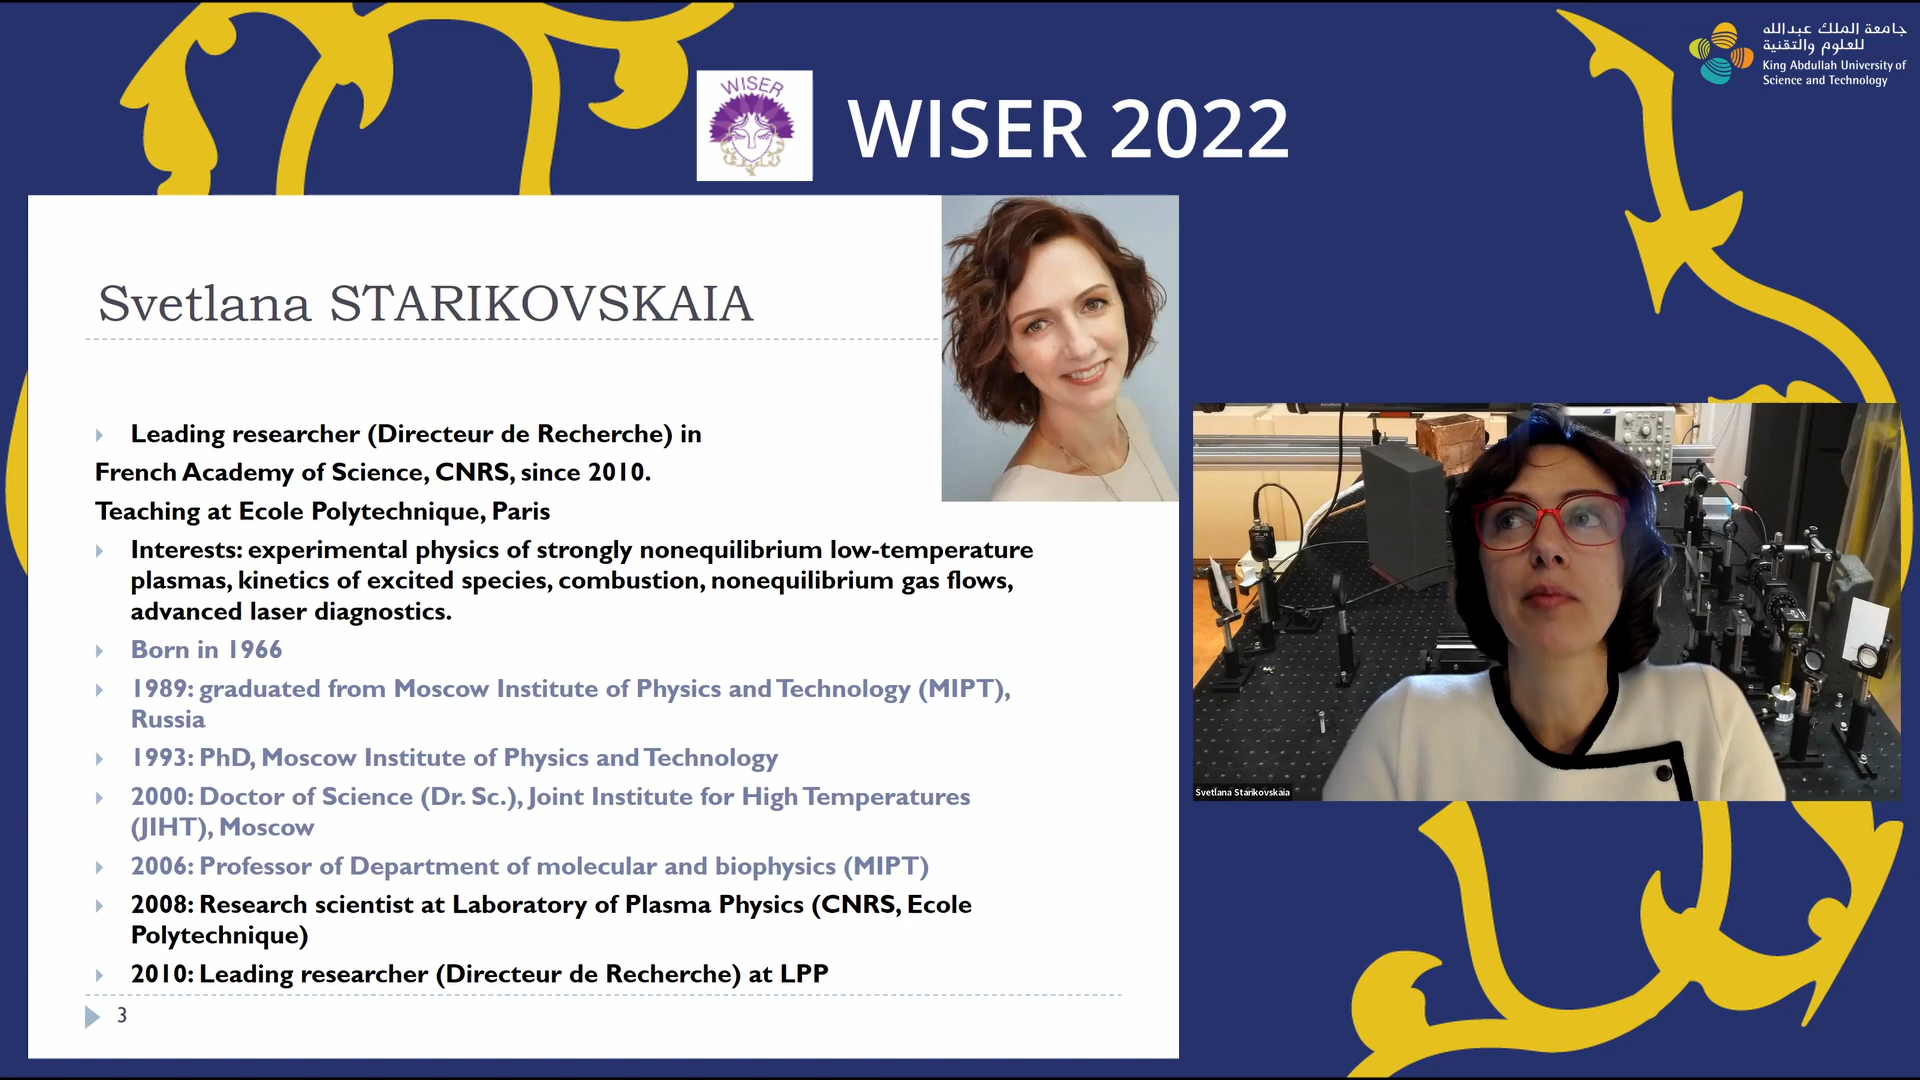 جامعة الملك عبدالله
للعلوم والتقنية
King Abdullah University of
Science and Technology
WISER
WISER 2022
Svetlana STARIKOVSKAIA
Leading researcher (Directeur de Recherche) in
French Academy of Science, CNRS, since 2010.
Teaching at Ecole Polytechnique, Paris
Interests: experimental physics of strongly nonequilibrium low-temperature
plasmas, kinetics of excited species, combustion, nonequilibrium gas flows,
advanced laser diagnostics.
Born in 1966
1989: graduated from Moscow Institute of Physics and Technology (MIPT),
Russia
1993: PhD, Moscow Institute of Physics and Technology
2000: Doctor of Science (Dr. Sc.), Joint Institute for High Temperatures
(JIHT), Moscow
2006: Professor of Department of molecular and biophysics (MIPT)
2008: Research scientist at Laboratory of Plasma Physics (CNRS, Ecole
Polytechnique)
2010: Leading researcher (Directeur de Recherche) at LPP
3
Svetlana Starikovskaia